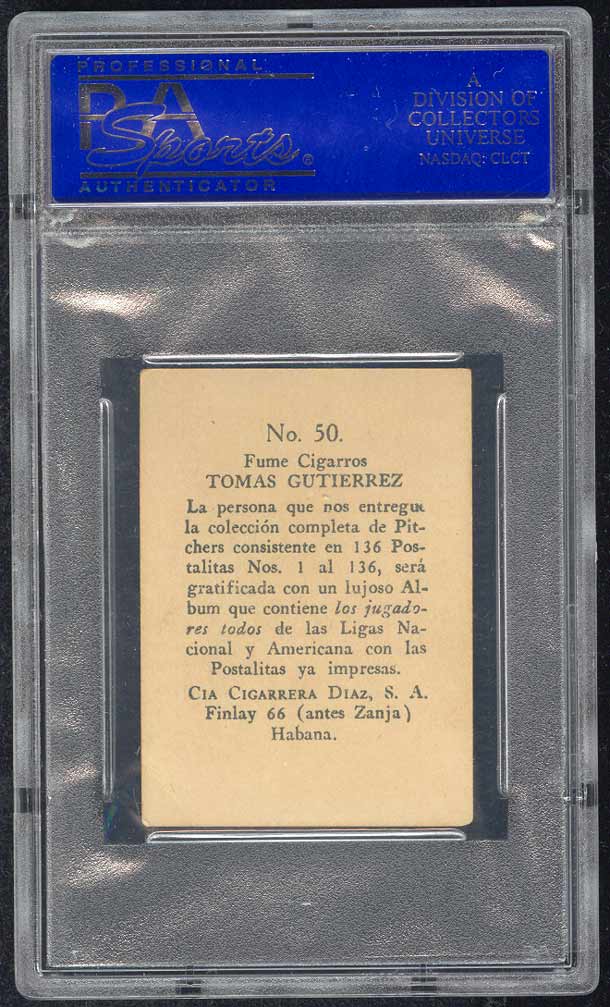 PROFESSIONAL
PSA
Sports®
AUTHENTICATOR
A
DIVISION OF
COLLECTORS
UNIVERSE
NASDAQ: CLCT
No. 50.
Fume Cigarros
TOMAS GUTIERREZ
La persona que nos entregue
la colección completa de Pit-
chers consistente en 136 Pos-
talitas Nos. 1 al 136, será
gratificada con un lujoso Al-
bum que contiene los jugado-
res todos de las Ligas Na-
cional y Americana con las
Postalitas ya impresas.
CIA CIGARRERA DIAZ, S. A.
Finlay 66 (antes Zanja)
Habana.